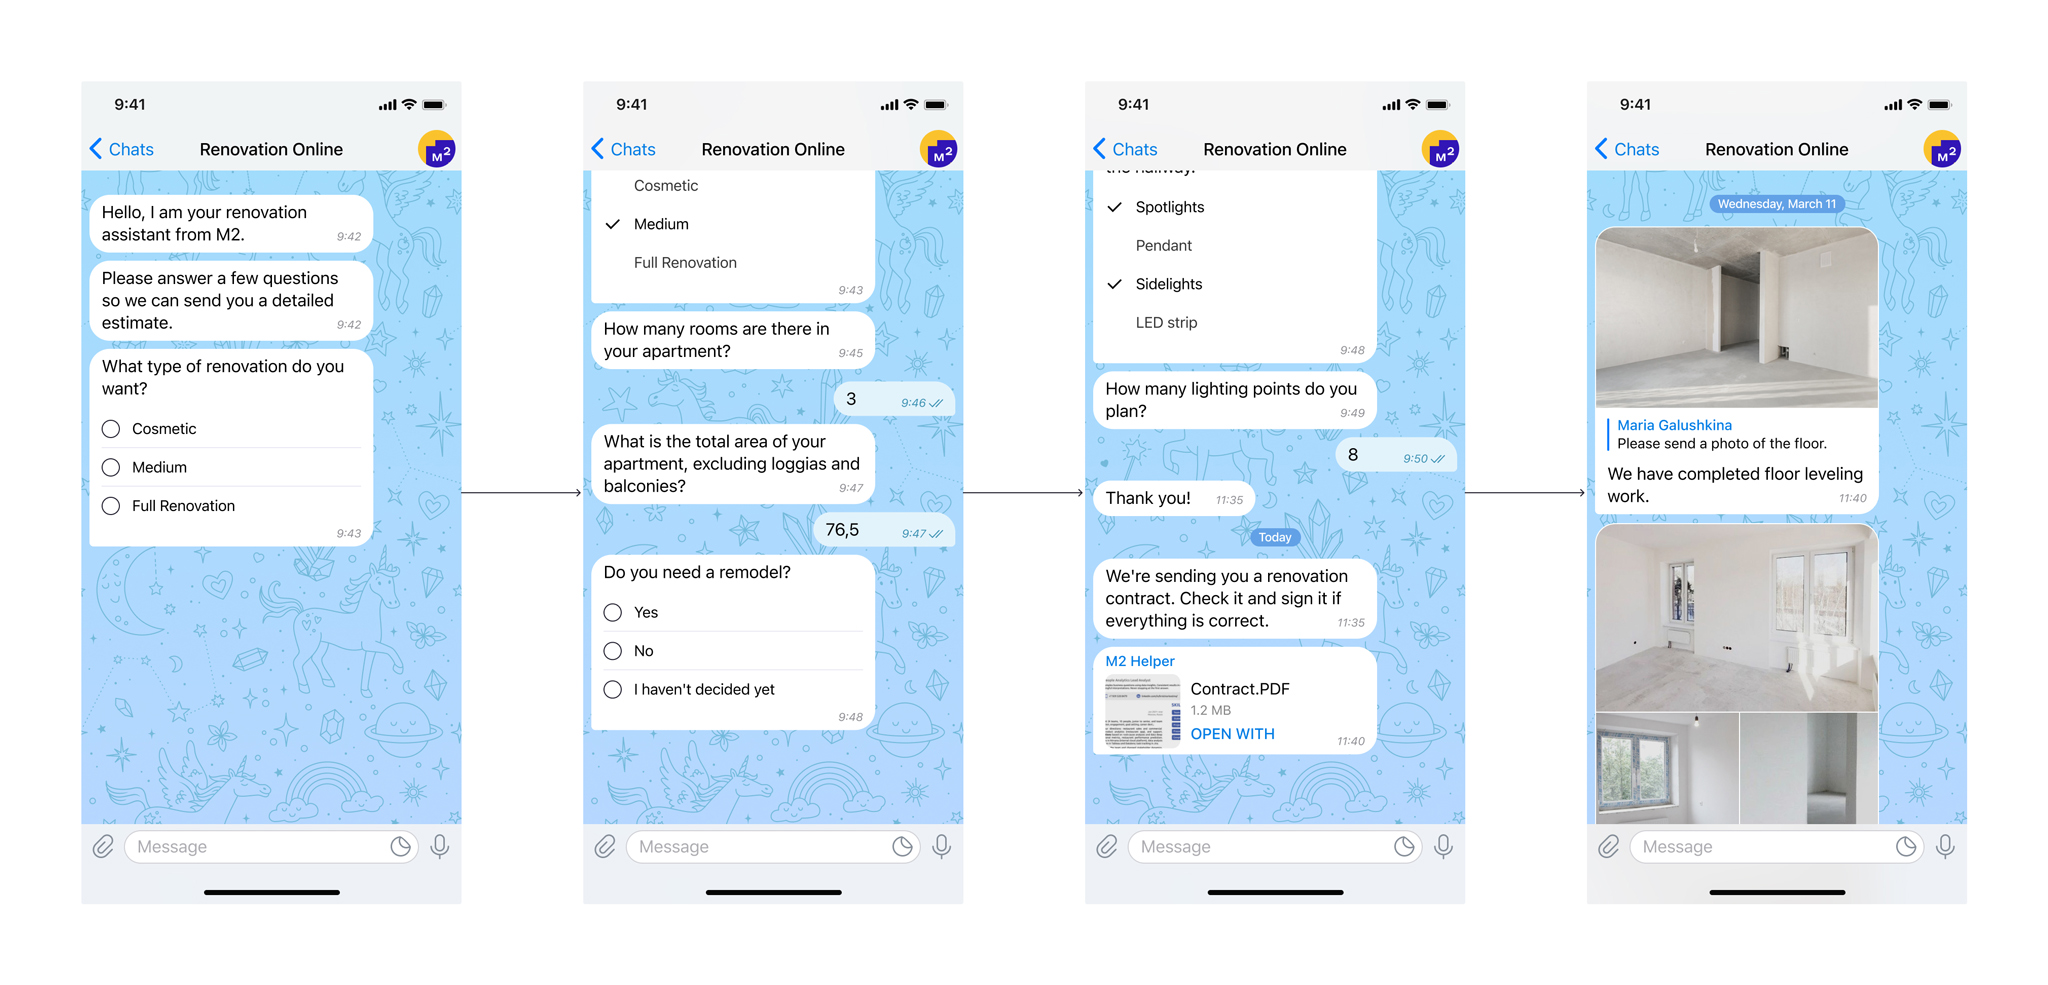 9:41
Chats
Renovation Online
M2
Hello, I am your renovation
assistant from M2.
9:42
Please answer a few questions
so we can send you a detailed
estimate.
9:42
What type of renovation do you
want?
Cosmetic
Medium
Full Renovation
9:43
Message
9:41
Chats
Renovation Online
M2
Cosmetic
Medium
Full Renovation
9:43
How many rooms are there in
your apartment?
9:45
3
9:46
What is the total area of your
apartment, excluding loggias and
balconies?
9:47
76,5
9:47
Do you need a remodel?
Yes
No
I haven't decided yet
9:48
Message
9:41
Chats
Renovation Online
M2
the hallway.
Spotlights
Pendant
Sidelights
LED strip
9:48
How many lighting points do you
plan?
9:49
8
9:50
Thank you!
11:35
Today
We're sending you a renovation
contract. Check it and sign it if
everything is correct.
11:35
M2 Helper
Contract.PDF
1.2 MB
OPEN WITH
11:40
Message
9:41
Chats
Renovation Online
M2
Wednesday, March 11
Maria Galushkina
Please send a photo of the floor.
We have completed floor leveling
work.
11:40
Message